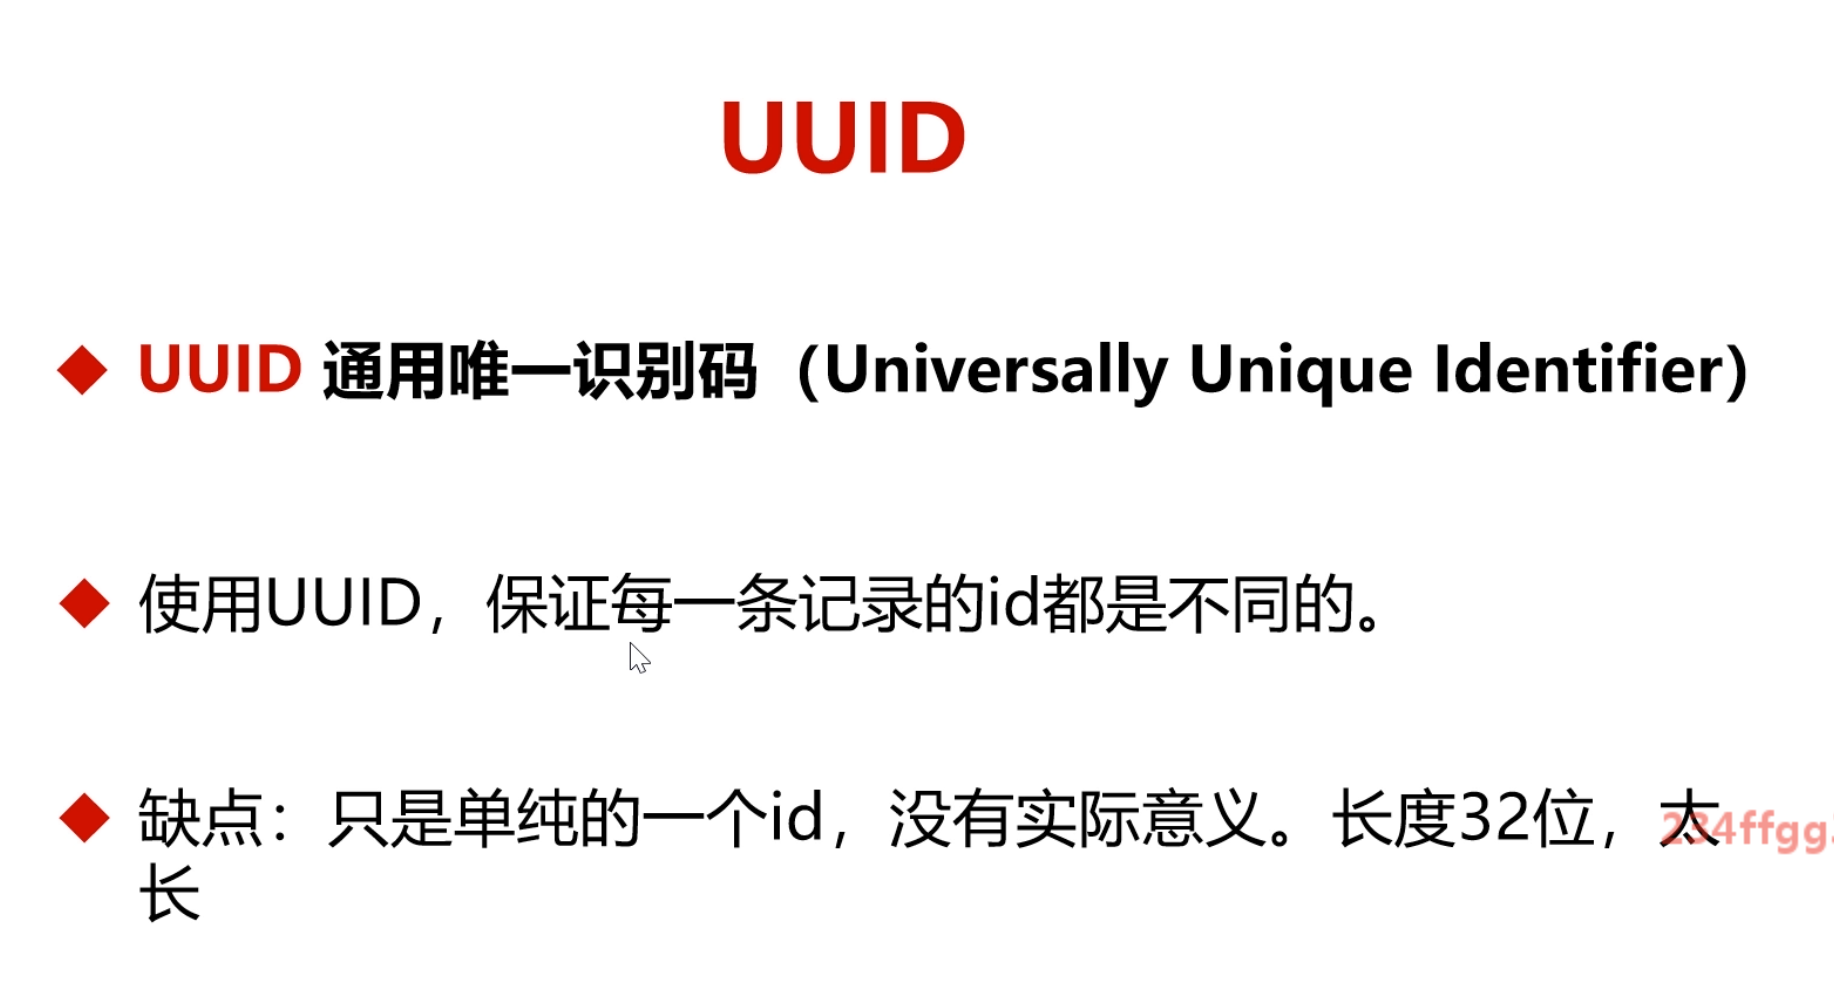 UUID
UUID 通用唯一识别码（Universally Unique Identifier）
使用UUID，保证每一条记录的id都是不同的。
缺点：只是单纯的一个id，没有实际意义。长度32位，太
长
234ffgg